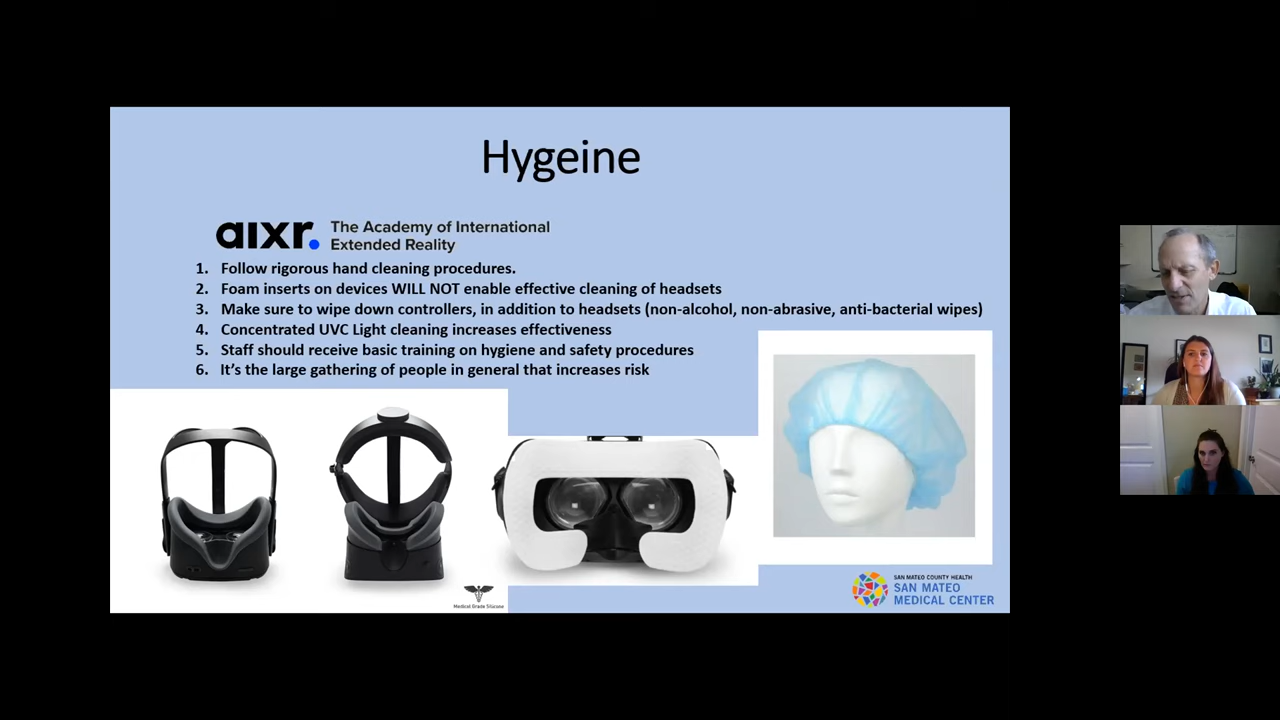 Hygeine
aıxr.
The Academy of International
Extended Reality
1. Follow rigorous hand cleaning procedures.
2. Foam inserts on devices WILL NOT enable effective cleaning of headsets
3. Make sure to wipe down controllers, in addition to headsets (non-alcohol, non-abrasive, anti-bacterial wipes)
4. Concentrated UVC Light cleaning increases effectiveness
5. Staff should receive basic training on hygiene and safety procedures
6. It's the large gathering of people in general that increases risk
Medical Grade Silicone
SAN MATEO COUNTY HEALTH
SAN MATEO
MEDICAL CENTER